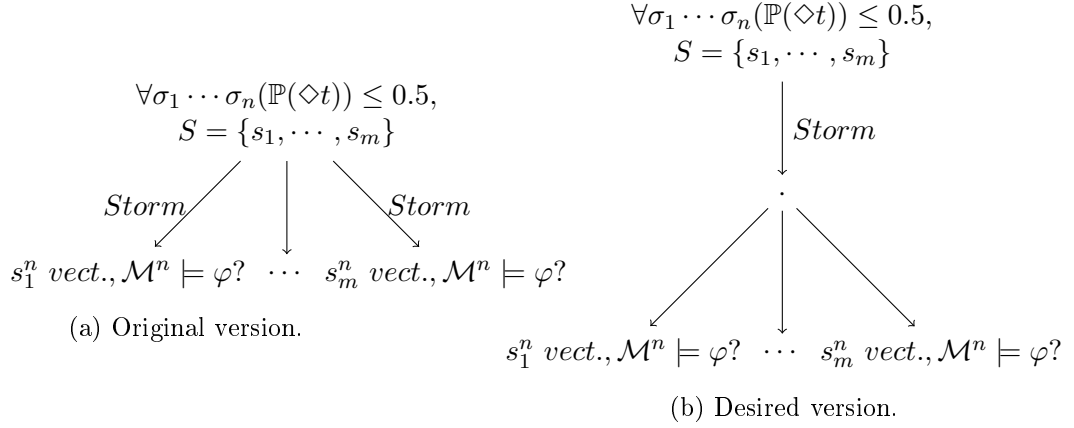 ∀σ₁ ⋯ σₙ(ℙ(◇t)) ≤ 0.5,
S = {s₁, ⋯ , sₘ}
Storm
Storm
s₁ⁿ vect., ℳⁿ ⊨ φ? ⋯ sₘⁿ vect., ℳⁿ ⊨ φ?
(a) Original version.
∀σ₁ ⋯ σₙ(ℙ(◇t)) ≤ 0.5,
S = {s₁, ⋯ , sₘ}
Storm
.
s₁ⁿ vect., ℳⁿ ⊨ φ? ⋯ sₘⁿ vect., ℳⁿ ⊨ φ?
(b) Desired version.